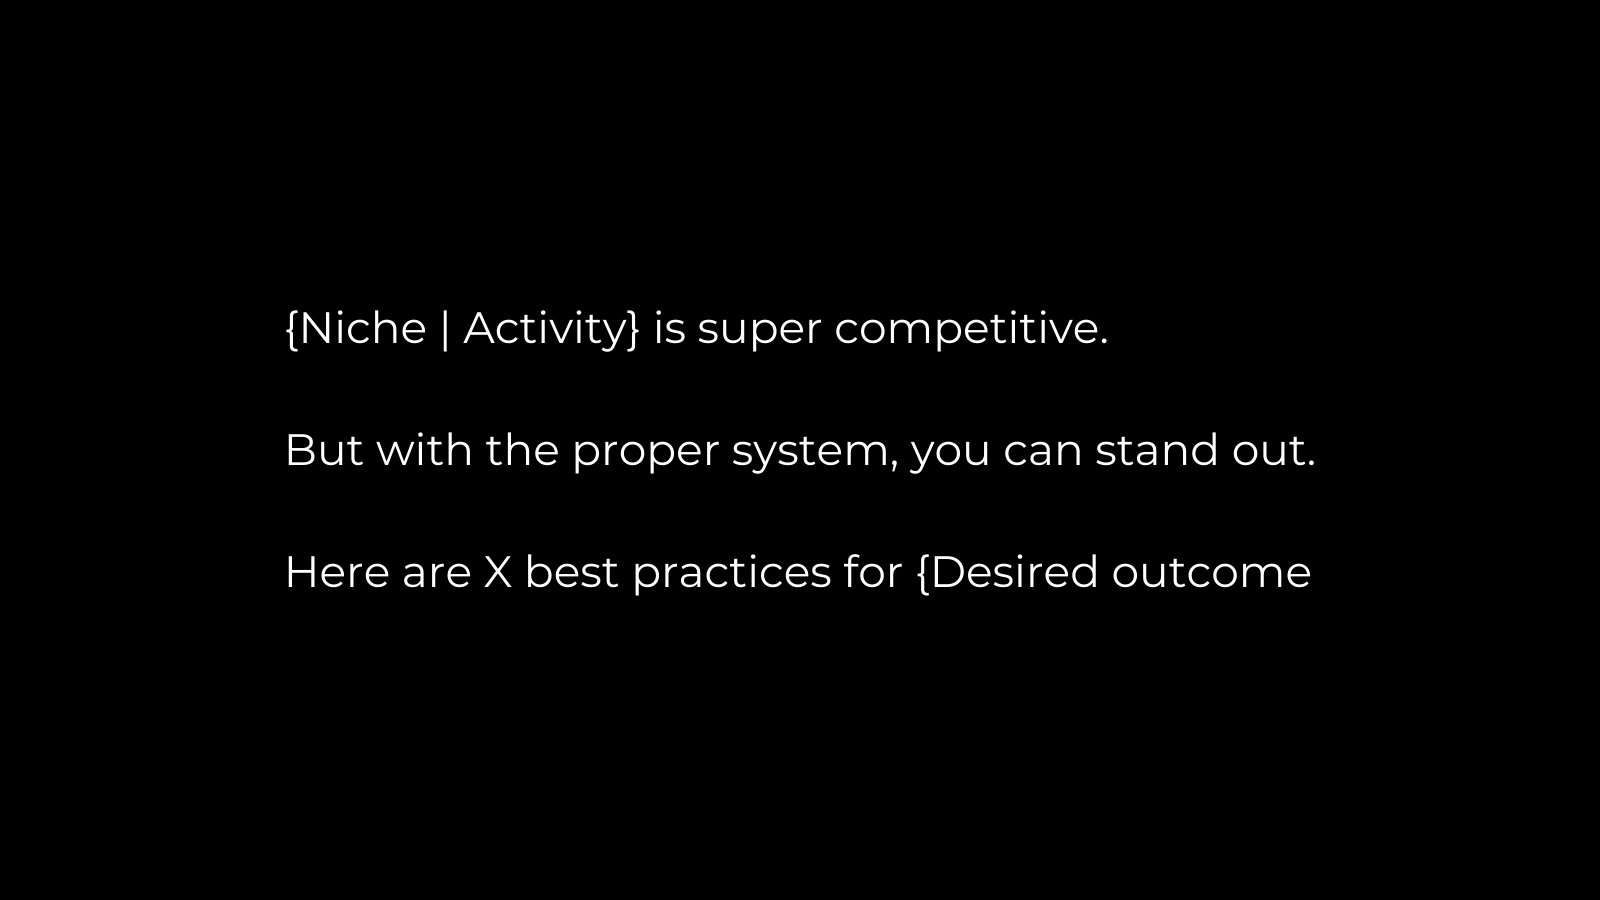 {Niche | Activity} is super competitive.
But with the proper system, you can stand out.
Here are X best practices for {Desired outcome